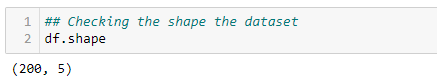 1 ## Checking the shape the dataset
2 df.shape
(200, 5)